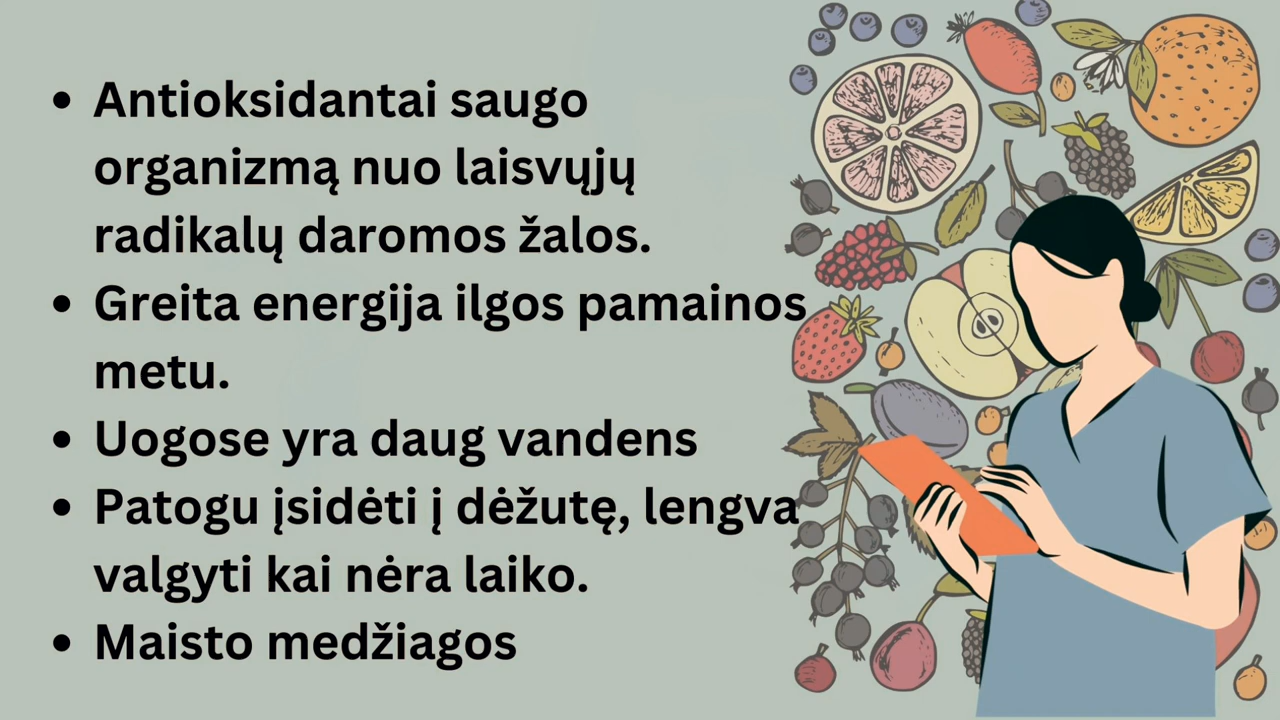 • Antioksidantai saugo
organizmą nuo laisvųjų
radikalų daromos žalos.
• Greita energija ilgos pamainos
metu.
• Uogose yra daug vandens
• Patogu įsidėti į dėžutę, lengva
valgyti kai nėra laiko.
• Maisto medžiagos